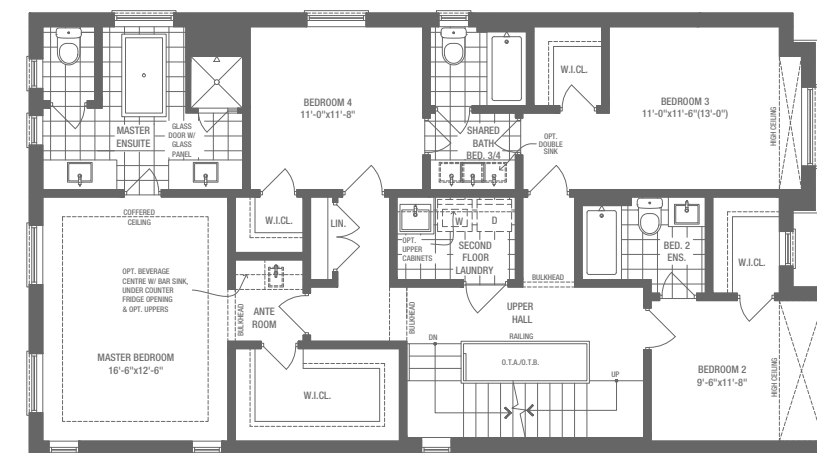 MASTER
ENSUITE
GLASS
DOOR W/
GLASS
PANEL
BEDROOM 4
11'-0"x11'-8"
SHARED
BATH
BED. 3/4
OPT.
DOUBLE
SINK
W.I.CL.
BEDROOM 3
11'-0"x11'-6"(13'-0")
HIGH CEILING
COFFERED
CEILING
OPT. BEVERAGE
CENTRE W/ BAR SINK,
UNDER COUNTER
FRIDGE OPENING
& OPT. UPPERS
MASTER BEDROOM
16'-6"x12'-6"
W.I.CL.
LIN.
BULKHEAD
ANTE
ROOM
W.I.CL.
OPT.
UPPER
CABINETS
W
D
SECOND
FLOOR
LAUNDRY
BULKHEAD
BULKHEAD
UPPER
HALL
RAILING
DN
O.T.A./O.T.B.
UP
BED. 2
ENS.
W.I.CL.
BEDROOM 2
9'-6"x11'-8"
HIGH CEILING